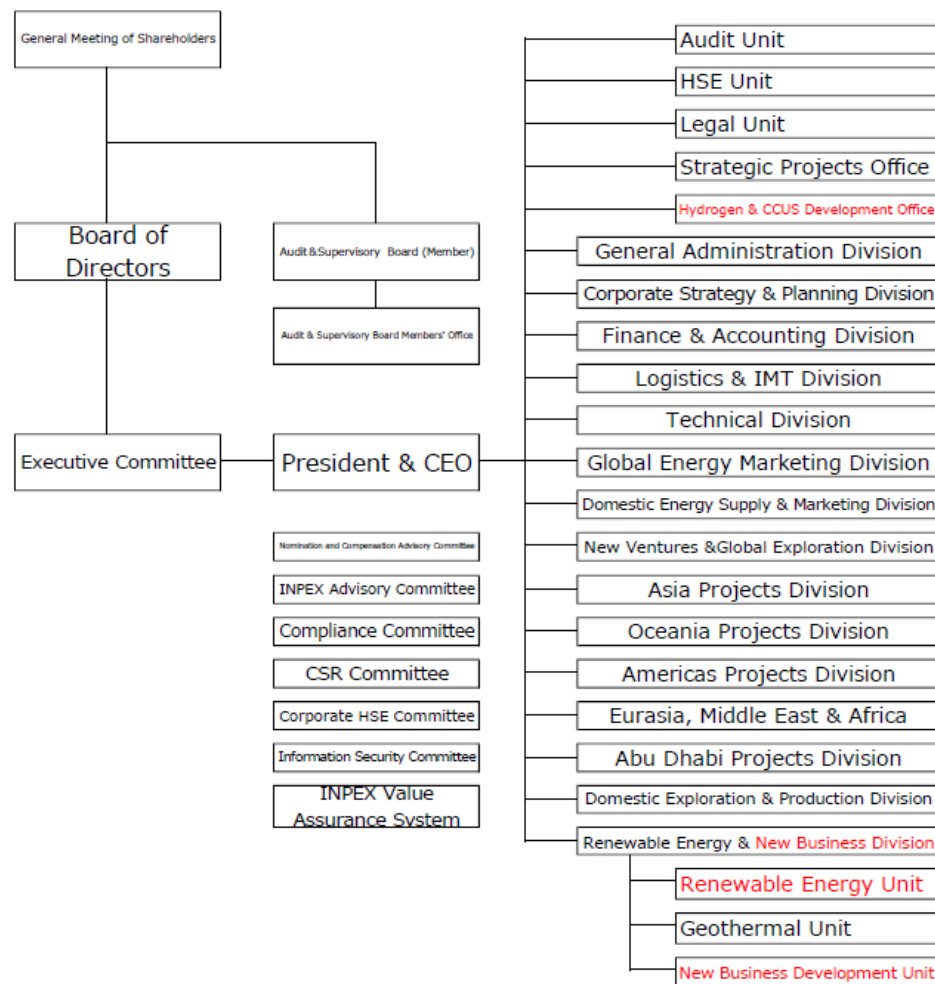 General Meeting of Shareholders
Board of
Directors
Audit &Supervisory Board (Member)
Audit & Supervisory Board Members' Office
Executive Committee
President & CEO
Nomination and Compensation Advisory Committee
INPEX Advisory Committee
Compliance Committee
CSR Committee
Corporate HSE Committee
Information Security Committee
INPEX Value
Assurance System
Audit Unit
HSE Unit
Legal Unit
Strategic Projects Office
Hydrogen & CCUS Development Office
General Administration Division
Corporate Strategy & Planning Division
Finance & Accounting Division
Logistics & IMT Division
Technical Division
Global Energy Marketing Division
Domestic Energy Supply & Marketing Division
New Ventures &Global Exploration Division
Asia Projects Division
Oceania Projects Division
Americas Projects Division
Eurasia, Middle East & Africa
Abu Dhabi Projects Division
Domestic Exploration & Production Division
Renewable Energy & New Business Division
Renewable Energy Unit
Geothermal Unit
New Business Development Unit